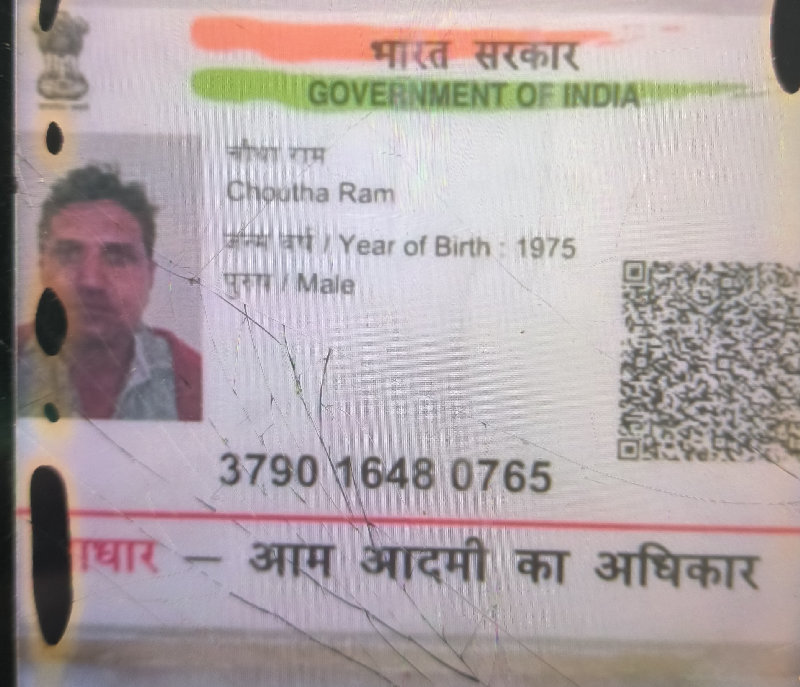 भारत सरकार
GOVERNMENT OF INDIA
चौथा राम
Choutha Ram
जन्म वर्ष / Year of Birth : 1975
पुरुष / Male
3790 1648 0765
आधार – आम आदमी का अधिकार